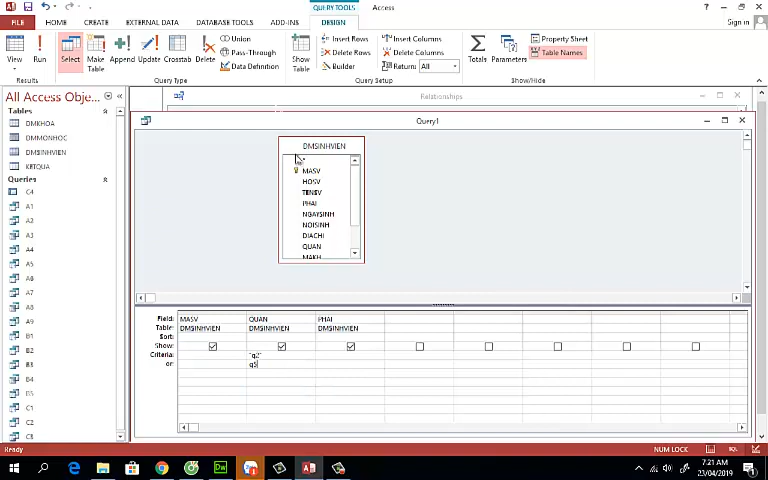 QUERY TOOLS
Access
Sign in
FILE HOME CREATE EXTERNAL DATA DATABASE TOOLS ADD-INS DESIGN
View
Run
Select
Make Table
Append
Update
Crosstab
Delete
Union
Pass-Through
Data Definition
Show Table
Insert Rows
Delete Rows
Builder
Insert Columns
Delete Columns
Return: All
Totals
Parameters
Property Sheet
Table Names
Results
Query Type
Query Setup
Show/Hide
All Access Obje...
Tables
DMKHOA
DMMONHOC
DMSINHVIEN
KETQUA
Queries
C4
A1
A2
A3
A4
A5
A6
A7
A8
A9
B1
B2
B3
B4
B5
C1
C2
C3
Relationships
Query1
DMSINHVIEN
*
MASV
HOSV
TENSV
PHAI
NGAYSINH
NOISINH
DIACHI
QUAN
MAKH
Field: MASV QUAN PHAI
Table: DMSINHVIEN DMSINHVIEN DMSINHVIEN
Sort:
Show:
Criteria: "q2"
or: q5
Ready
NUM LOCK
SQL
7:21 AM
23/04/2019